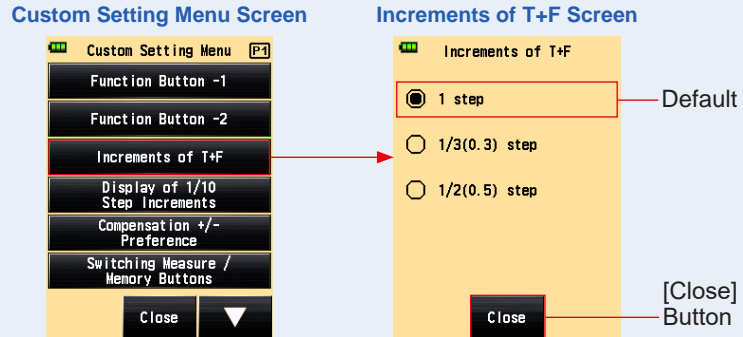 Custom Setting Menu Screen
Custom Setting Menu P1
Function Button -1
Function Button -2
Increments of T+F
Display of 1/10
Step Increments
Compensation +/-
Preference
Switching Measure /
Memory Buttons
Close
Increments of T+F Screen
Increments of T+F
1 step
Default
1/3(0.3) step
1/2(0.5) step
Close
[Close]
Button